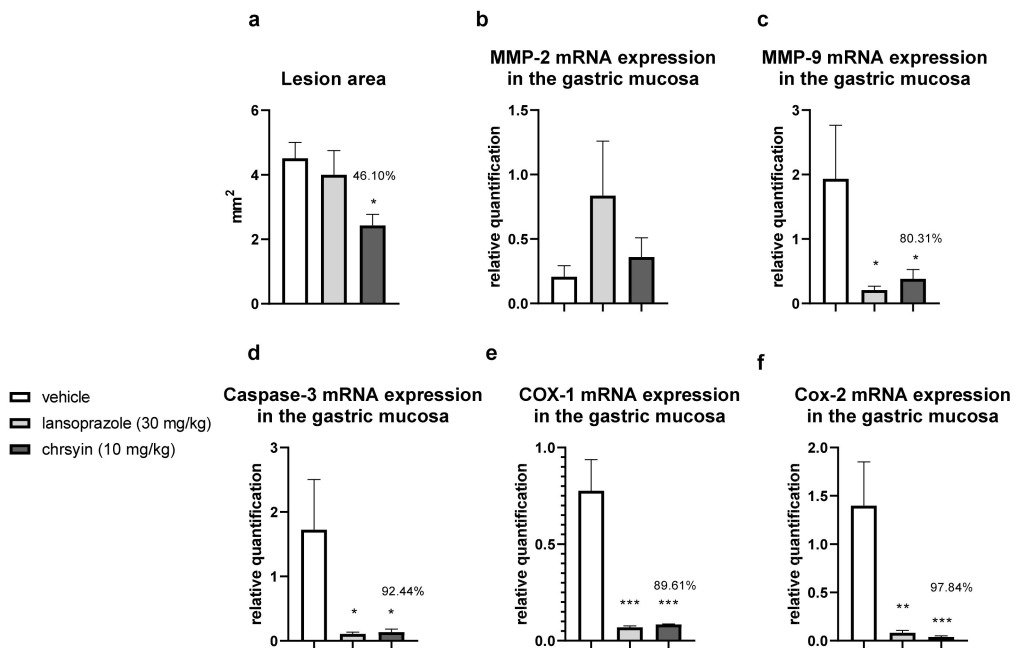 a
Lesion area
6
4
2
0
mm2
46.10%
*
b
MMP-2 mRNA expression
in the gastric mucosa
1.5
1.0
0.5
0.0
relative quantification
c
MMP-9 mRNA expression
in the gastric mucosa
3
2
1
0
relative quantification
80.31%
*
*
vehicle
lansoprazole (30 mg/kg)
chrsyin (10 mg/kg)
d
Caspase-3 mRNA expression
in the gastric mucosa
3
2
1
0
relative quantification
92.44%
*
*
e
COX-1 mRNA expression
in the gastric mucosa
1.0
0.5
0.0
relative quantification
89.61%
***
***
f
Cox-2 mRNA expression
in the gastric mucosa
2.0
1.5
1.0
0.5
0.0
relative quantification
97.84%
**
***